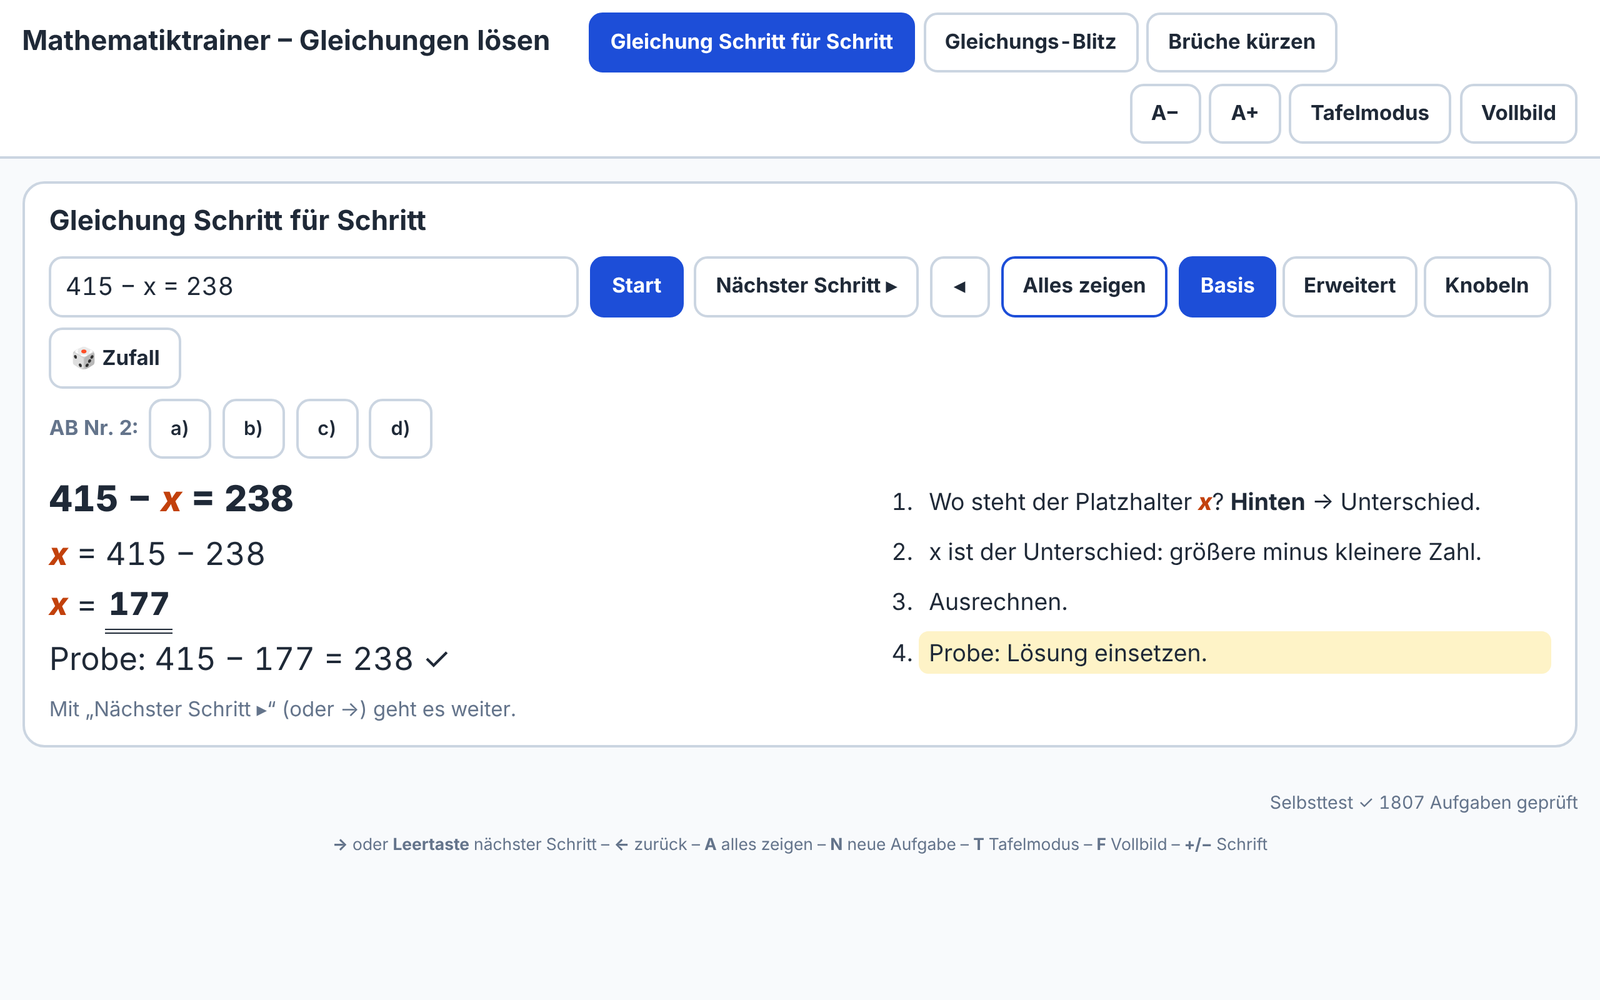 Mathematiktrainer – Gleichungen lösen
Gleichung Schritt für Schritt
Gleichungs-Blitz
Brüche kürzen
A−
A+
Tafelmodus
Vollbild
Gleichung Schritt für Schritt
415 − x = 238
Start
Nächster Schritt ▸
◂
Alles zeigen
Basis
Erweitert
Knobeln
🎲 Zufall
AB Nr. 2:
a)
b)
c)
d)
415 − x = 238
x = 415 − 238
x = 177
Probe: 415 − 177 = 238 ✓
Mit „Nächster Schritt ▸“ (oder →) geht es weiter.
1. Wo steht der Platzhalter x? Hinten → Unterschied.
2. x ist der Unterschied: größere minus kleinere Zahl.
3. Ausrechnen.
4. Probe: Lösung einsetzen.
Selbsttest ✓ 1807 Aufgaben geprüft
→ oder Leertaste nächster Schritt – ← zurück – A alles zeigen – N neue Aufgabe – T Tafelmodus – F Vollbild – +/− Schrift